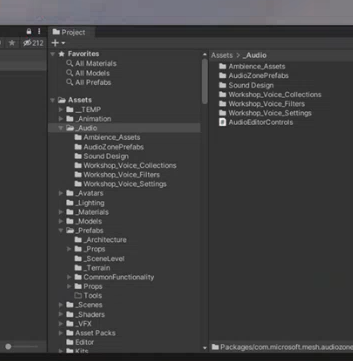 Project
212
Favorites
All Materials
All Models
All Prefabs
Assets
__TEMP
_Animation
_Audio
Ambience_Assets
AudioZonePrefabs
Sound Design
Workshop_Voice_Collections
Workshop_Voice_Filters
Workshop_Voice_Settings
_Avatars
_Lighting
_Materials
_Models
_Prefabs
_Architecture
_Props
_SceneLevel
_Terrain
CommonFunctionality
Props
Tools
_Scenes
_Shaders
_VFX
Asset Packs
Editor
Kits
Assets > _Audio
Ambience_Assets
AudioZonePrefabs
Sound Design
Workshop_Voice_Collections
Workshop_Voice_Filters
Workshop_Voice_Settings
AudioEditorControls
Packages/com.microsoft.mesh.audiozone